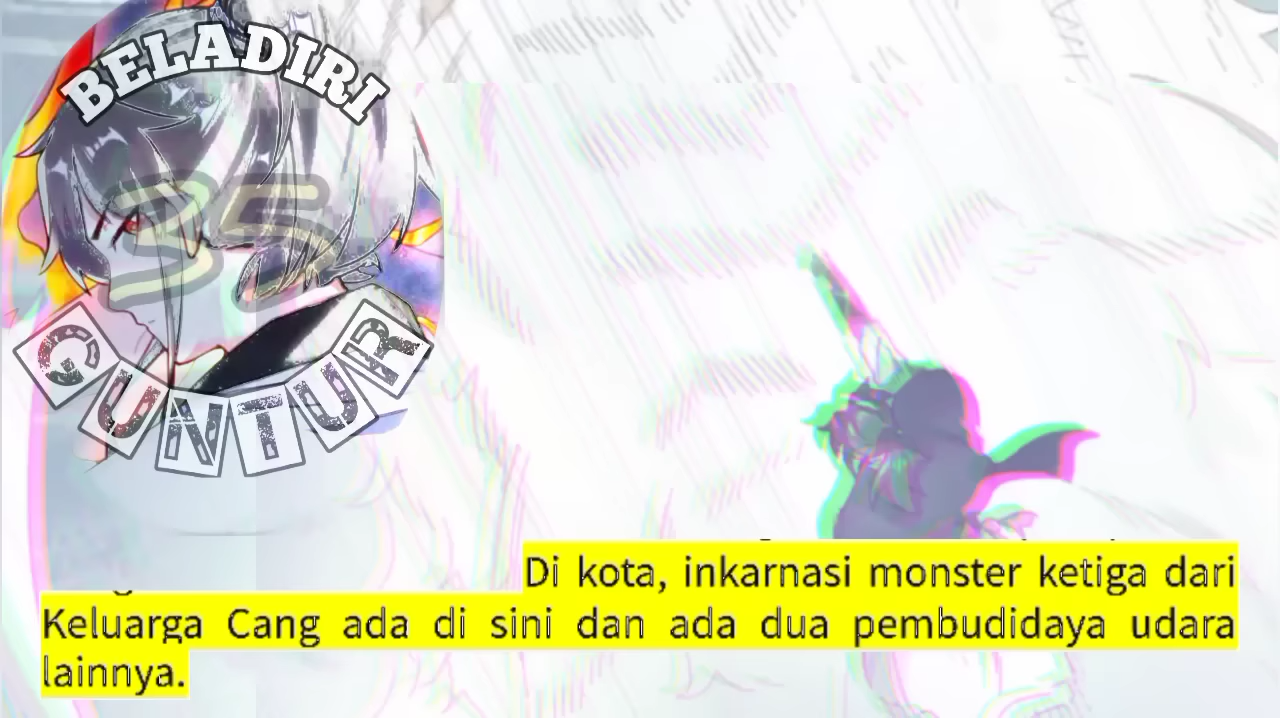 BELADIRI
35
GUNTUR
Di kota, inkarnasi monster ketiga dari
Keluarga Cang ada di sini dan ada dua pembudidaya udara
lainnya.